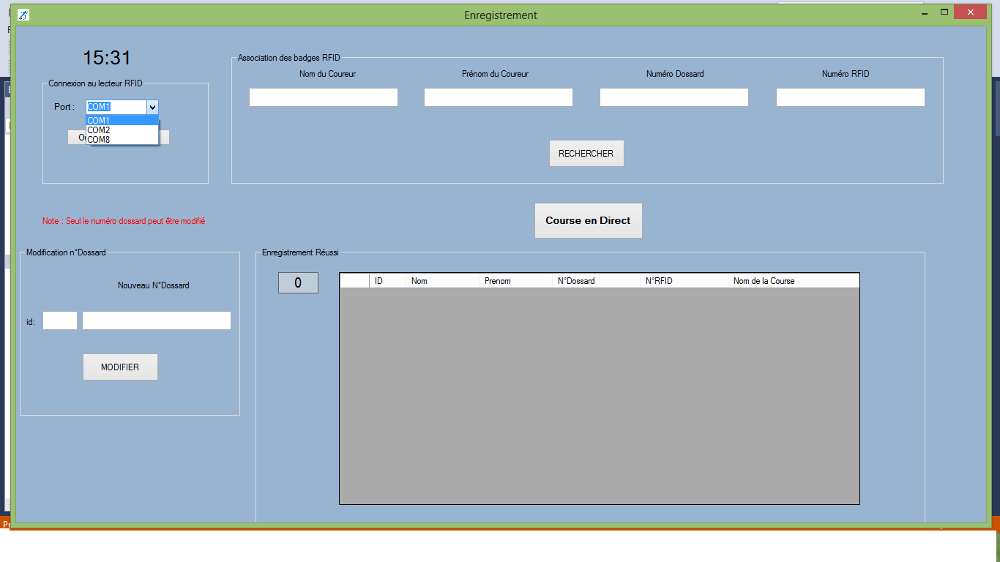 Enregistrement
15:31
Connexion au lecteur RFID
Port :
COM1
COM1
COM2
COM8
Association des badges RFID
Nom du Coureur
Prénom du Coureur
Numéro Dossard
Numéro RFID
RECHERCHER
Note : Seul le numéro dossard peut être modifié
Course en Direct
Modification n°Dossard
Nouveau N°Dossard
id:
MODIFIER
Enregistrement Réussi
0
ID Nom Prenom N°Dossard N°RFID Nom de la Course